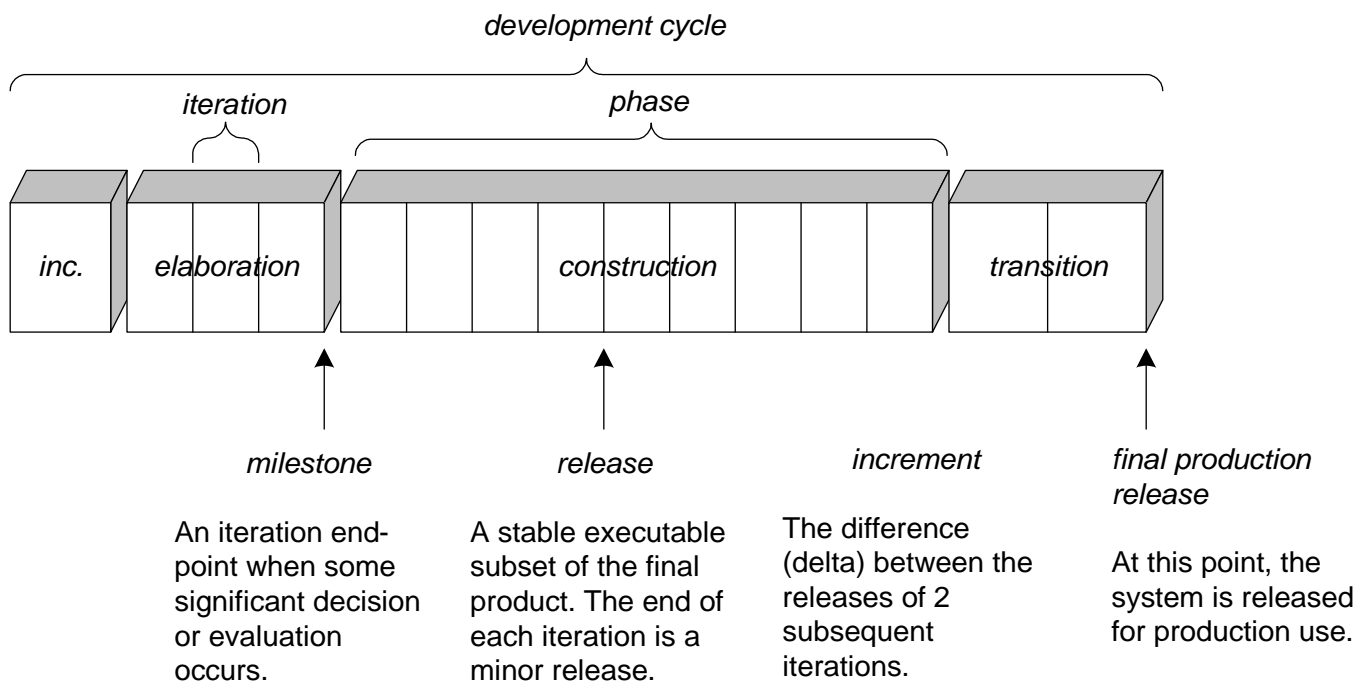 development cycle
iteration
phase
inc.
elaboration
construction
transition
milestone
An iteration end-
point when some
significant decision
or evaluation
occurs.
release
A stable executable
subset of the final
product. The end of
each iteration is a
minor release.
increment
The difference
(delta) between the
releases of 2
subsequent
iterations.
final production
release
At this point, the
system is released
for production use.